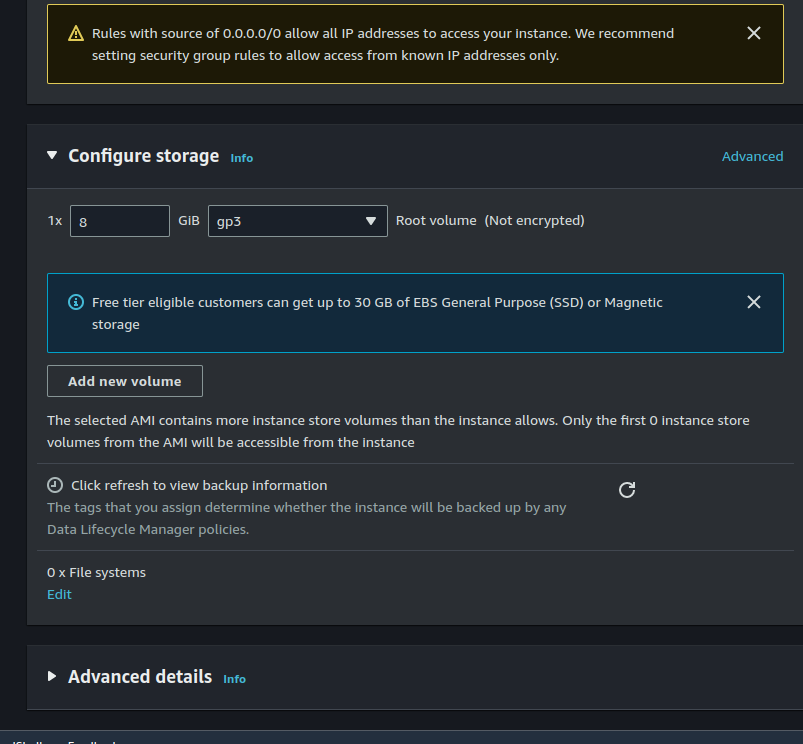 Rules with source of 0.0.0.0/0 allow all IP addresses to access your instance. We recommend
setting security group rules to allow access from known IP addresses only.
Configure storage Info Advanced
1x 8 GiB gp3 Root volume (Not encrypted)
Free tier eligible customers can get up to 30 GB of EBS General Purpose (SSD) or Magnetic
storage
Add new volume
The selected AMI contains more instance store volumes than the instance allows. Only the first 0 instance store
volumes from the AMI will be accessible from the instance
Click refresh to view backup information
The tags that you assign determine whether the instance will be backed up by any
Data Lifecycle Manager policies.
0 x File systems
Edit
Advanced details Info